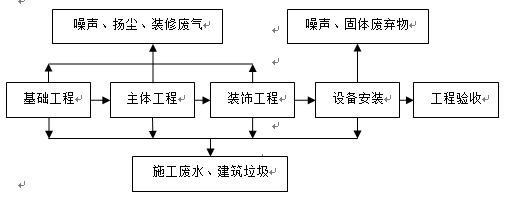 噪声、扬尘、装修废气
噪声、固体废弃物
基础工程
主体工程
装饰工程
设备安装
工程验收
施工废水、建筑垃圾